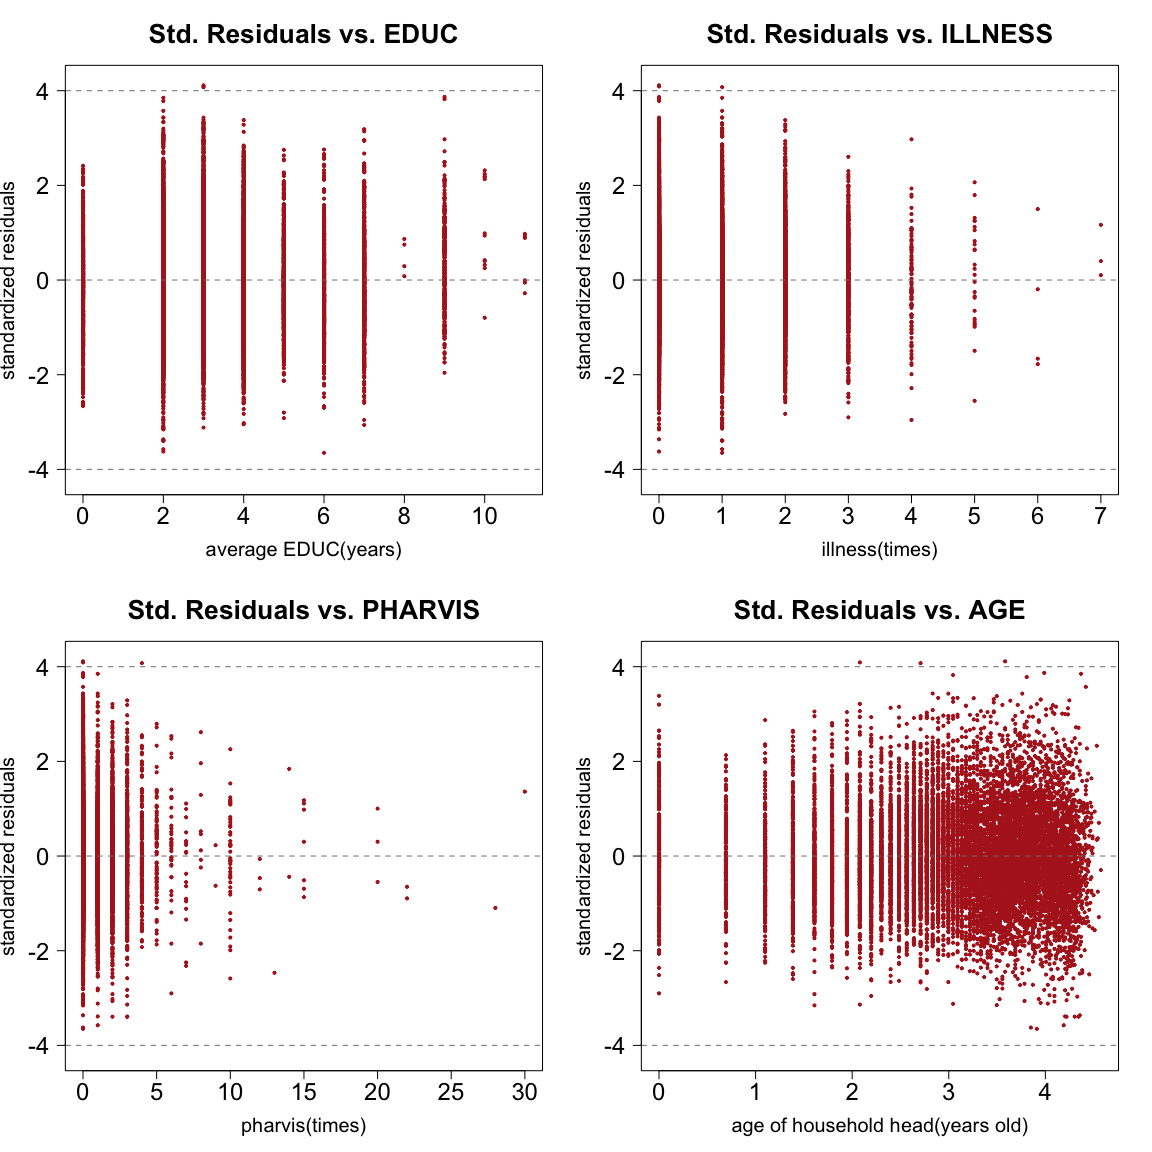 Std. Residuals vs. EDUC
standardized residuals
4
2
0
-2
-4
0 2 4 6 8 10
average EDUC(years)
Std. Residuals vs. ILLNESS
standardized residuals
4
2
0
-2
-4
0 1 2 3 4 5 6 7
illness(times)
Std. Residuals vs. PHARVIS
standardized residuals
4
2
0
-2
-4
0 5 10 15 20 25 30
pharvis(times)
Std. Residuals vs. AGE
standardized residuals
4
2
0
-2
-4
0 1 2 3 4
age of household head(years old)